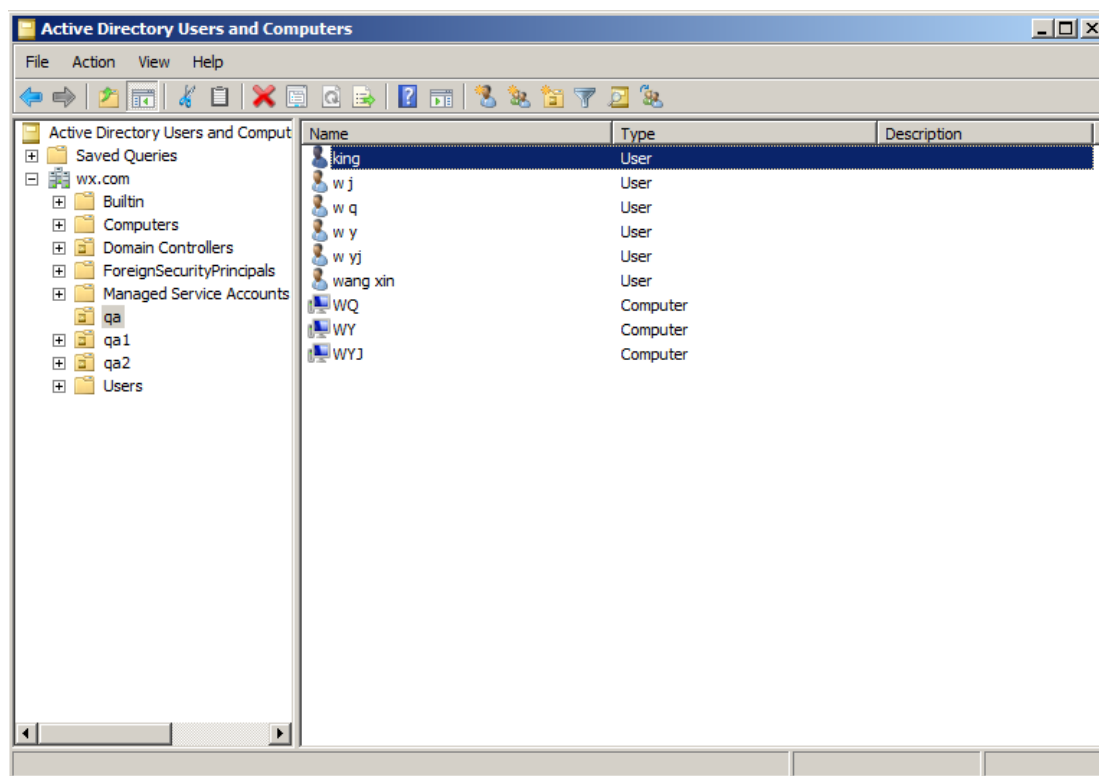 Active Directory Users and Computers
File Action View Help
Active Directory Users and Comput
Saved Queries
wx.com
Builtin
Computers
Domain Controllers
ForeignSecurityPrincipals
Managed Service Accounts
qa
qa1
qa2
Users
Name Type Description
king User
w j User
w q User
w y User
w yj User
wang xin User
WQ Computer
WY Computer
WYJ Computer